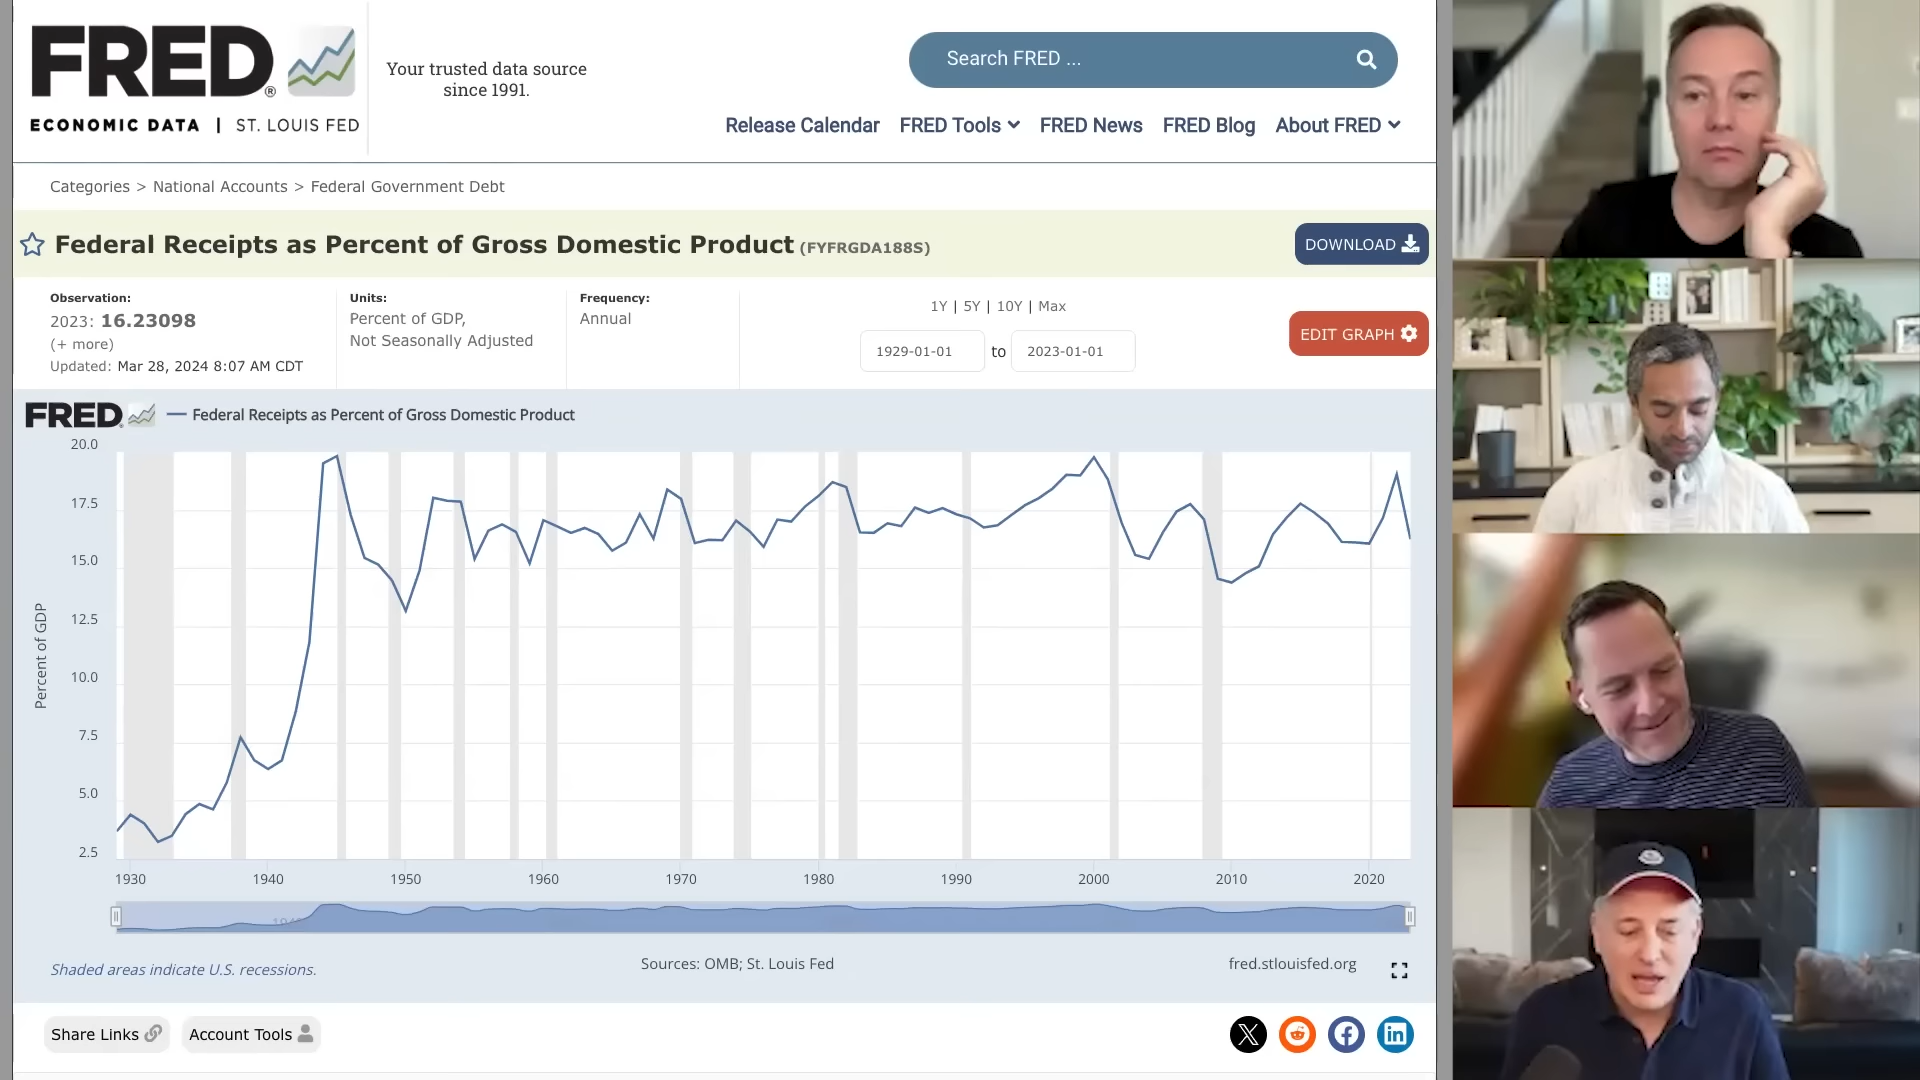 FRED®
ECONOMIC DATA | ST. LOUIS FED
Your trusted data source
since 1991.
Search FRED ...
Release Calendar FRED Tools FRED News FRED Blog About FRED
Categories > National Accounts > Federal Government Debt
Federal Receipts as Percent of Gross Domestic Product (FYFRGDA188S)
DOWNLOAD
Observation:
2023: 16.23098
(+ more)
Updated: Mar 28, 2024 8:07 AM CDT
Units:
Percent of GDP,
Not Seasonally Adjusted
Frequency:
Annual
1Y | 5Y | 10Y | Max
1929-01-01 to 2023-01-01
EDIT GRAPH
FRED
Federal Receipts as Percent of Gross Domestic Product
Percent of GDP
20.0
17.5
15.0
12.5
10.0
7.5
5.0
2.5
1930 1940 1950 1960 1970 1980 1990 2000 2010 2020
Shaded areas indicate U.S. recessions.
Sources: OMB; St. Louis Fed
fred.stlouisfed.org
Share Links
Account Tools